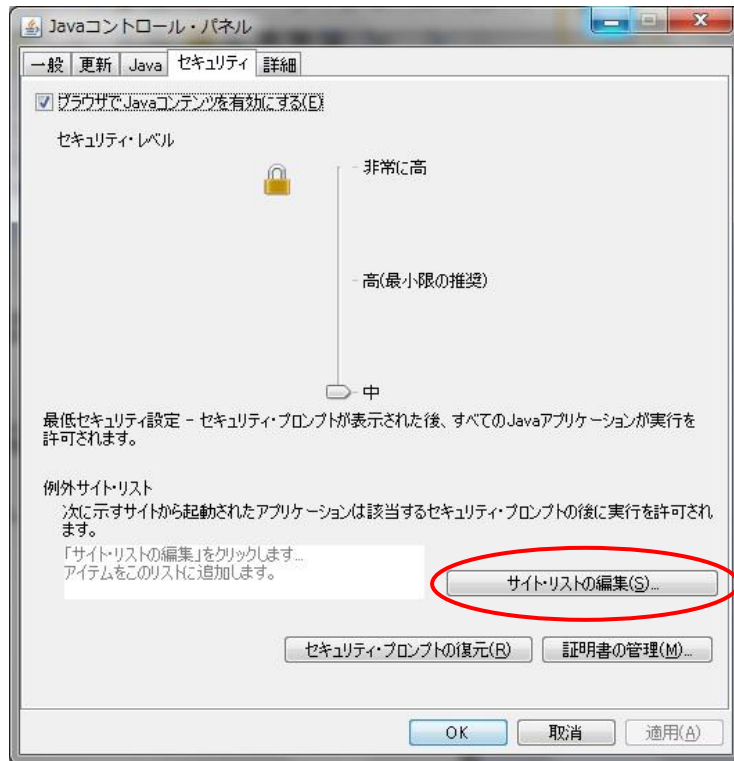 Javaコントロール・パネル
一般 更新 Java セキュリティ 詳細
ブラウザでJavaコンテンツを有効にする(E)
セキュリティ・レベル
非常に高
高(最小限の推奨)
中
最低セキュリティ設定 - セキュリティ・プロンプトが表示された後、すべてのJavaアプリケーションが実行を
許可されます。
例外サイト・リスト
次に示すサイトから起動されたアプリケーションは該当するセキュリティ・プロンプトの後に実行を許可され
ます。
「サイト・リストの編集」をクリックします...
アイテムをこのリストに追加します。
サイト・リストの編集(S)...
セキュリティ・プロンプトの復元(R) 証明書の管理(M)...
OK 取消 適用(A)